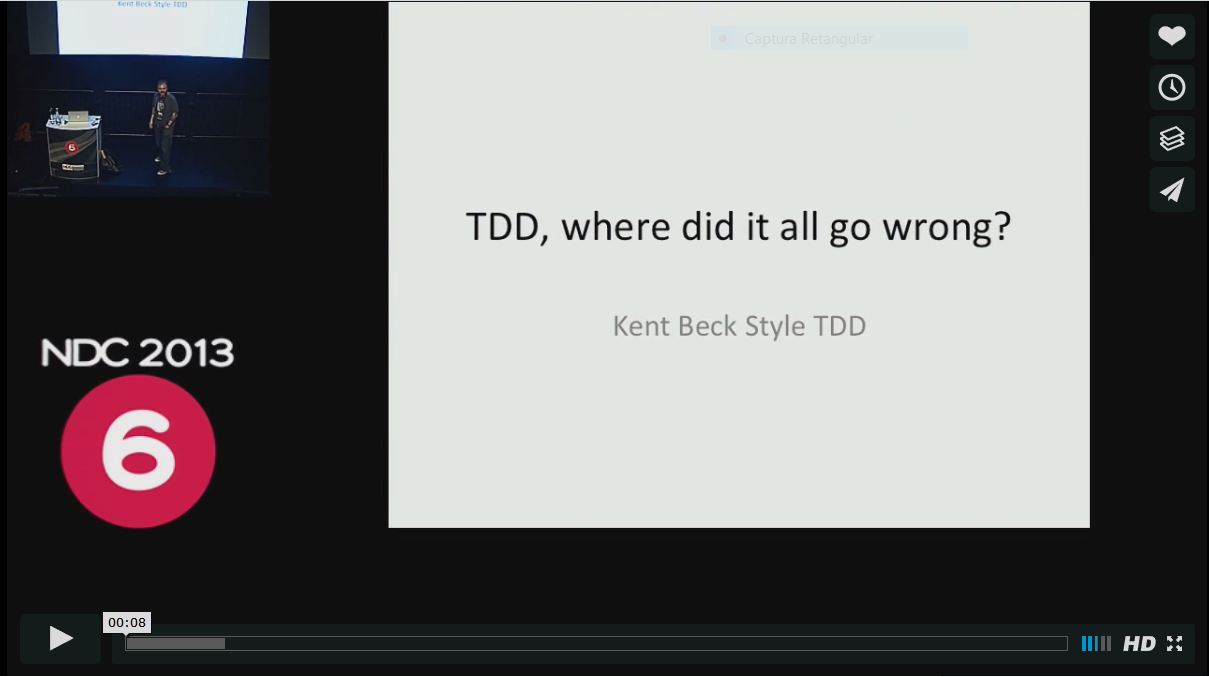 Kent Beck Style TDD
Captura Retangular
TDD, where did it all go wrong?
Kent Beck Style TDD
6
NDC 2013
6
00:08
HD